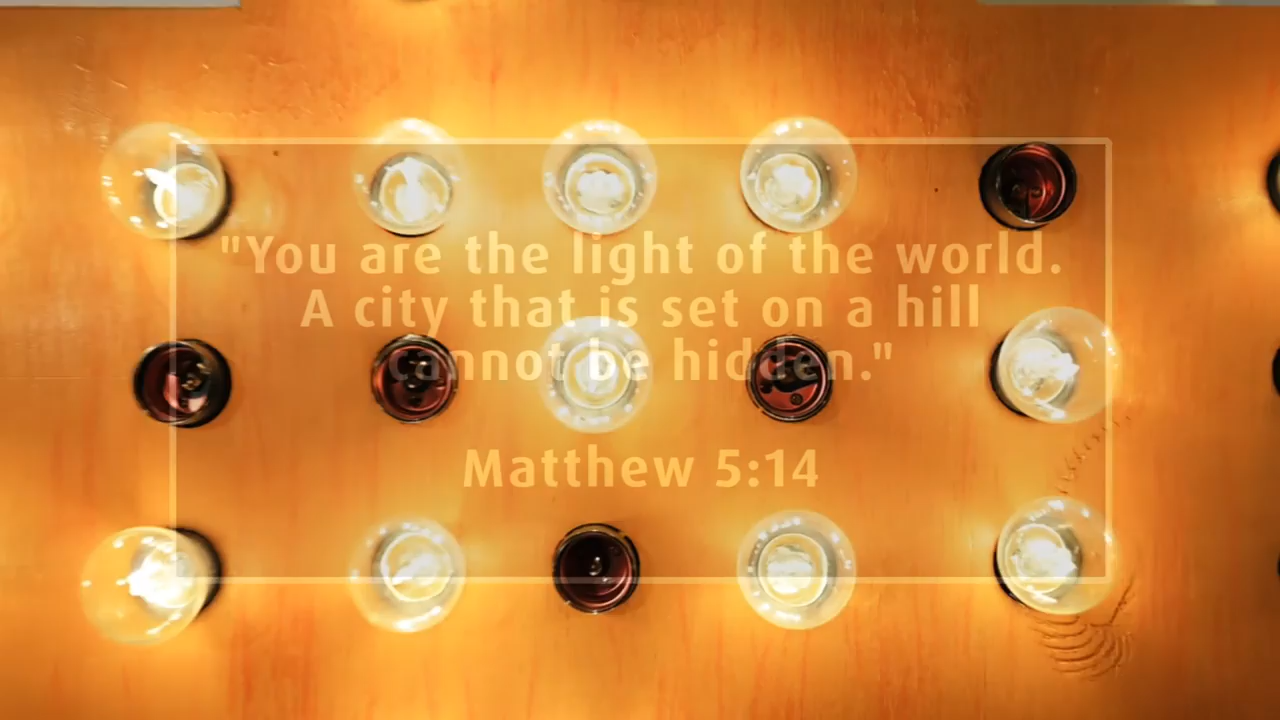 "You are the light of the world.
A city that is set on a hill
cannot be hidden."
Matthew 5:14